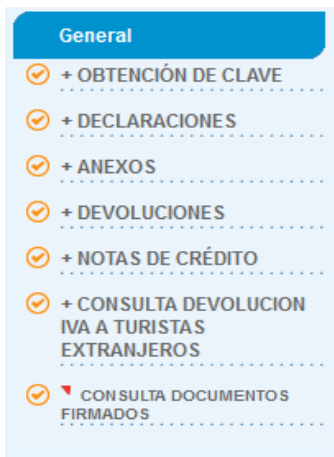 General
+ OBTENCIÓN DE CLAVE
+ DECLARACIONES
+ ANEXOS
+ DEVOLUCIONES
+ NOTAS DE CRÉDITO
+ CONSULTA DEVOLUCION
IVA A TURISTAS
EXTRANJEROS
CONSULTA DOCUMENTOS
FIRMADOS